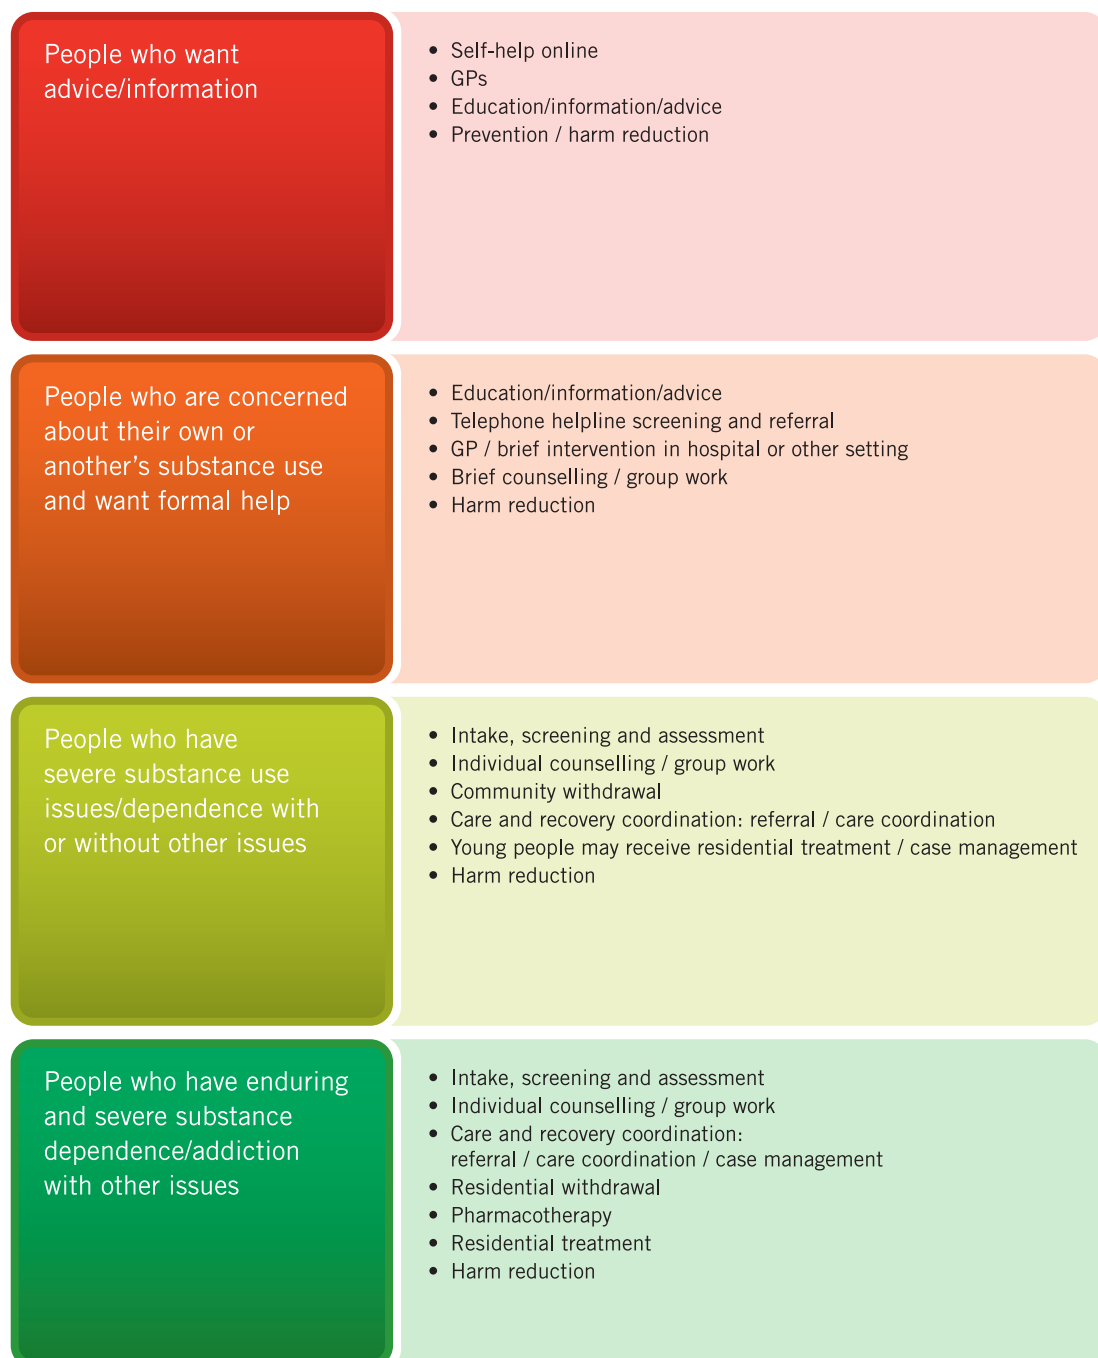 People who want
advice/information
• Self-help online
• GPs
• Education/information/advice
• Prevention / harm reduction
People who are concerned
about their own or
another’s substance use
and want formal help
• Education/information/advice
• Telephone helpline screening and referral
• GP / brief intervention in hospital or other setting
• Brief counselling / group work
• Harm reduction
People who have
severe substance use
issues/dependence with
or without other issues
• Intake, screening and assessment
• Individual counselling / group work
• Community withdrawal
• Care and recovery coordination: referral / care coordination
• Young people may receive residential treatment / case management
• Harm reduction
People who have enduring
and severe substance
dependence/addiction
with other issues
• Intake, screening and assessment
• Individual counselling / group work
• Care and recovery coordination:
referral / care coordination / case management
• Residential withdrawal
• Pharmacotherapy
• Residential treatment
• Harm reduction